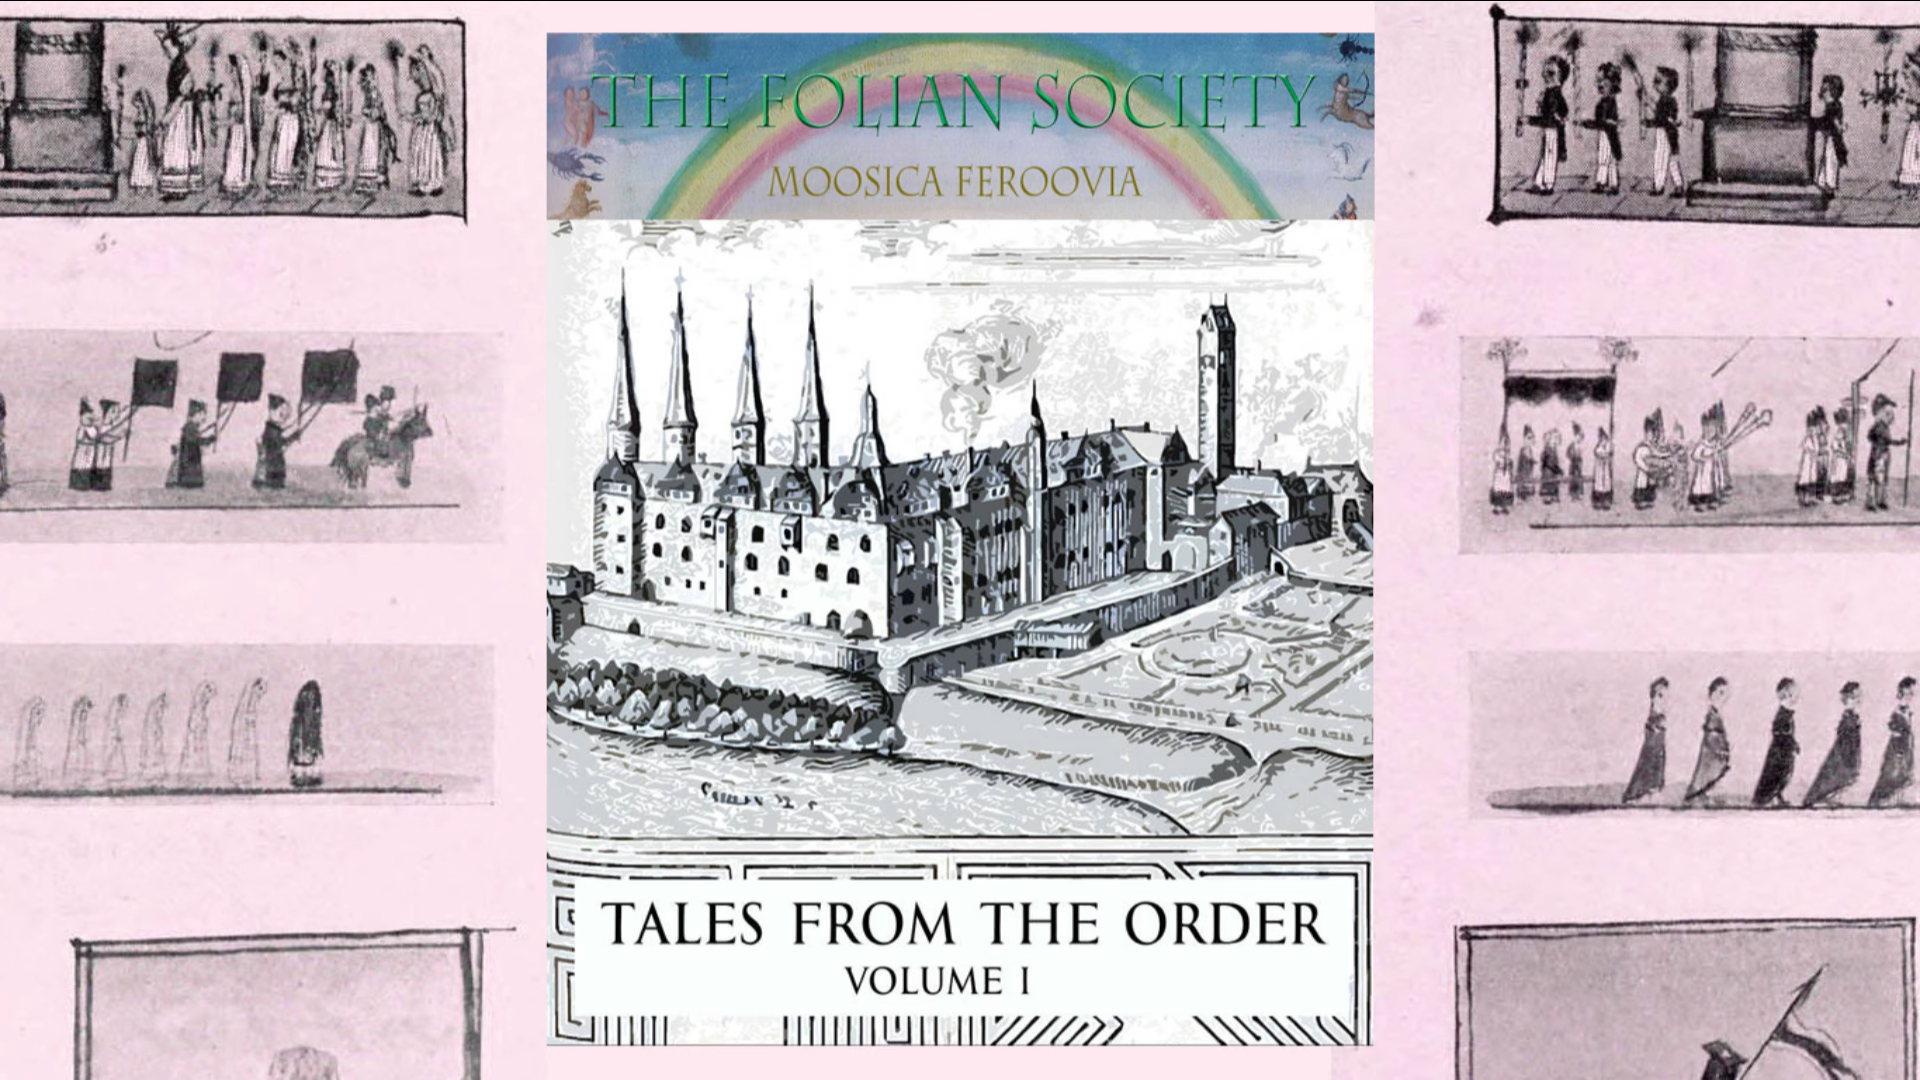 THE FOLIAN SOCIETY
MOOSICA FEROOVIA
TALES FROM THE ORDER
VOLUME I